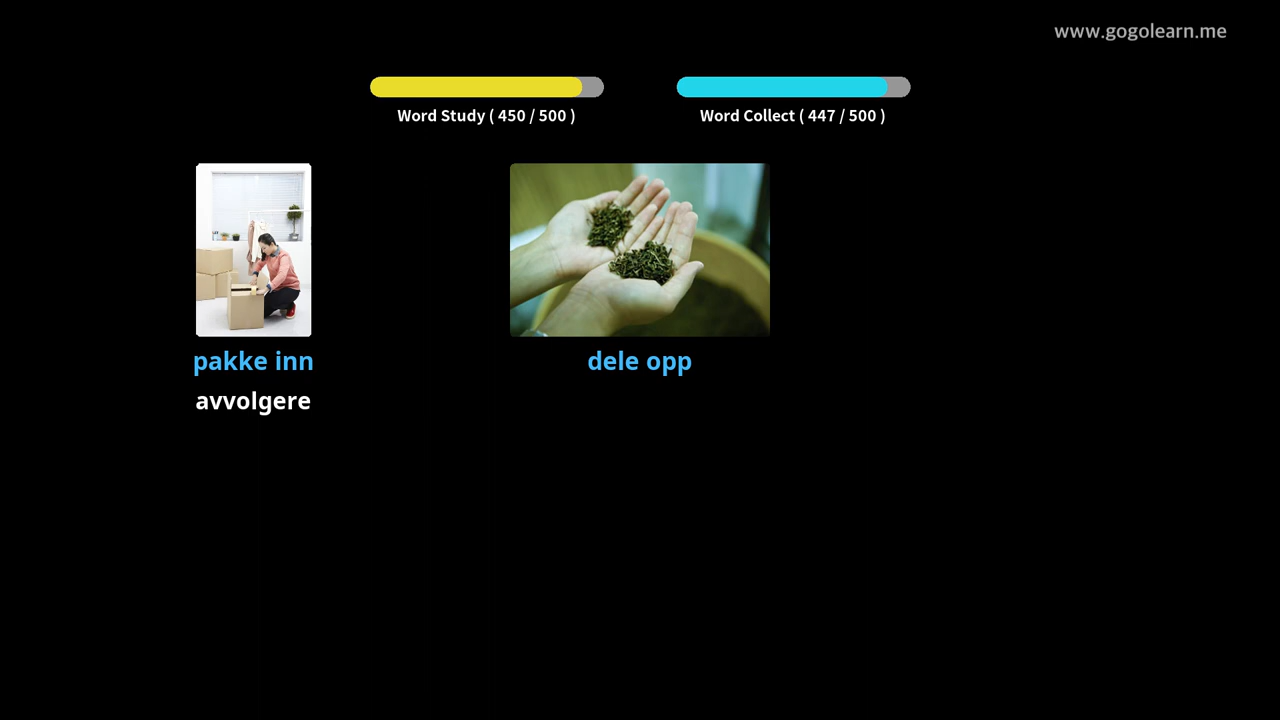 www.gogolearn.me
Word Study ( 450 / 500 )
Word Collect ( 447 / 500 )
pakke inn
avvolgere
dele opp